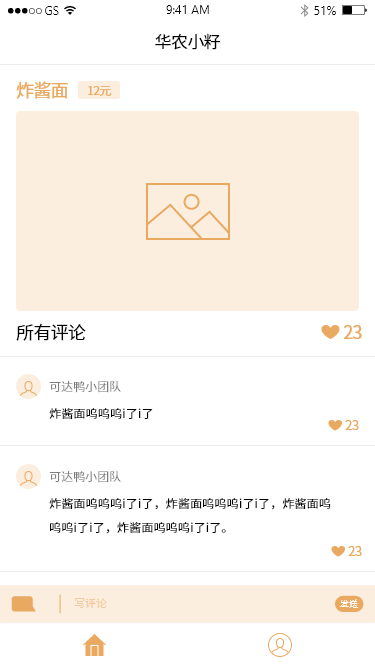 GS 9:41 AM 51%
华农小籽
炸酱面 12元
所有评论 23
可达鸭小团队
炸酱面呜呜呜i了i了
23
可达鸭小团队
炸酱面呜呜呜i了i了，炸酱面呜呜呜i了i了，炸酱面呜
呜呜i了i了，炸酱面呜呜呜i了i了。
23
写评论 发送